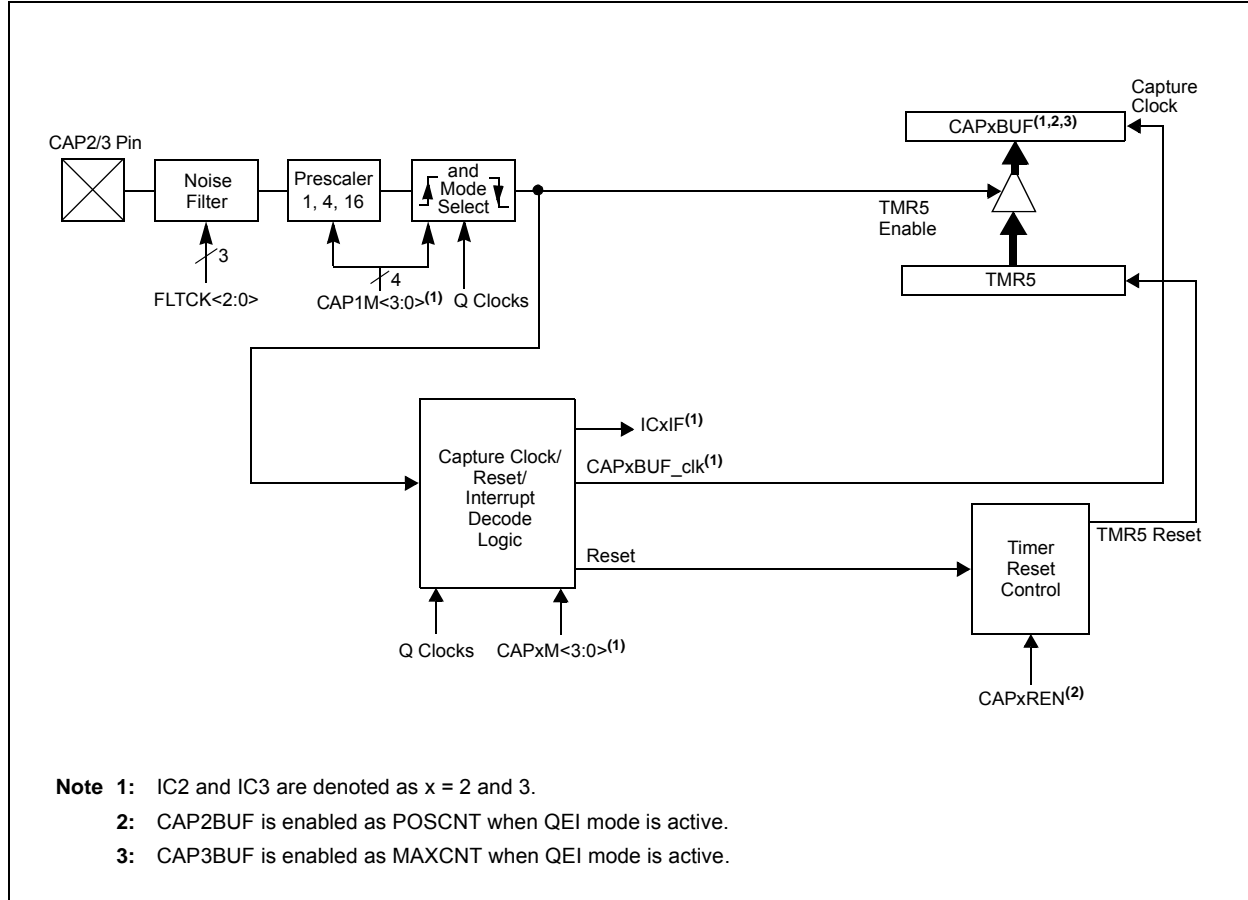 CAP2/3 Pin
Noise
Filter
3
FLTCK<2:0>
Prescaler
1, 4, 16
4
CAP1M<3:0>(1)
and
Mode
Select
Q Clocks
TMR5
Enable
CAPxBUF(1,2,3)
Capture
Clock
TMR5
Capture Clock/
Reset/
Interrupt
Decode
Logic
ICxIF(1)
CAPxBUF_clk(1)
Reset
Q Clocks
CAPxM<3:0>(1)
Timer
Reset
Control
TMR5 Reset
CAPxREN(2)
Note 1: IC2 and IC3 are denoted as x = 2 and 3.
2: CAP2BUF is enabled as POSCNT when QEI mode is active.
3: CAP3BUF is enabled as MAXCNT when QEI mode is active.